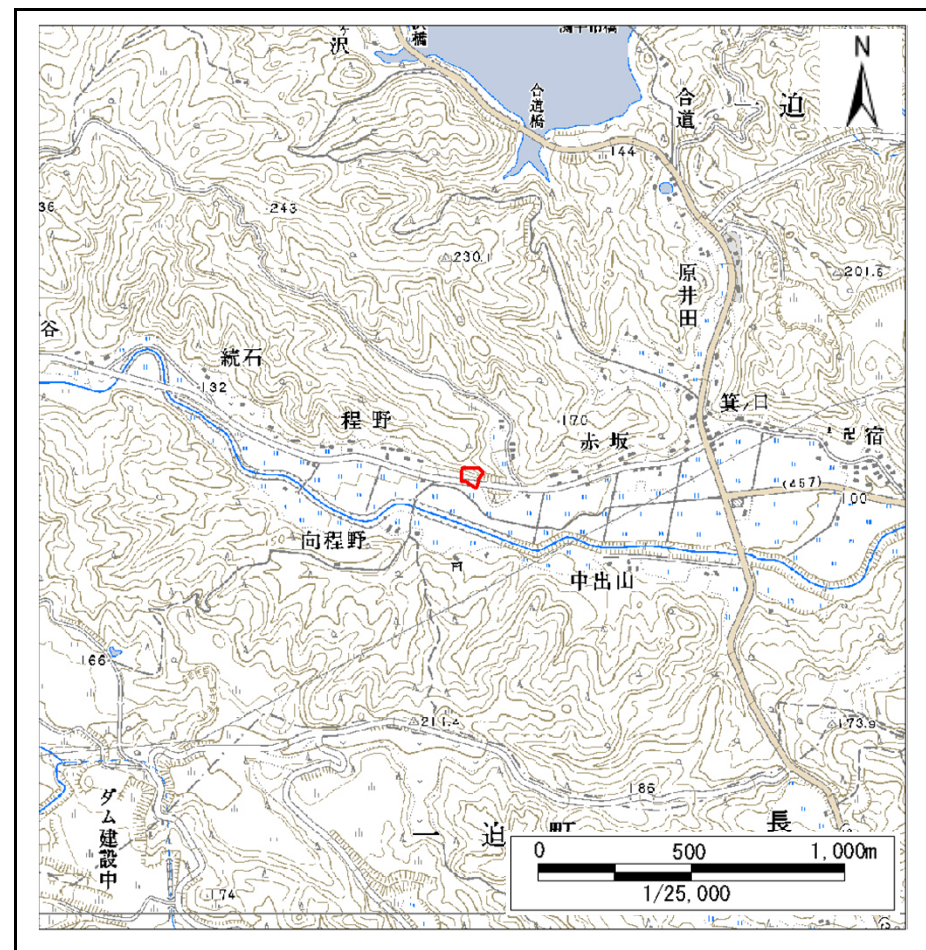 沢
橋
合道橋
合道
一迫
N
144
36
243
230.1
原井田
201.6
谷
続石
132
程野
170
赤坂
箕ノ口
宿
(457)
100
向程野
中出山
166
211.4
173.9
186
ダム建設中
一迫町
長
174
0 500 1,000m
1/25,000